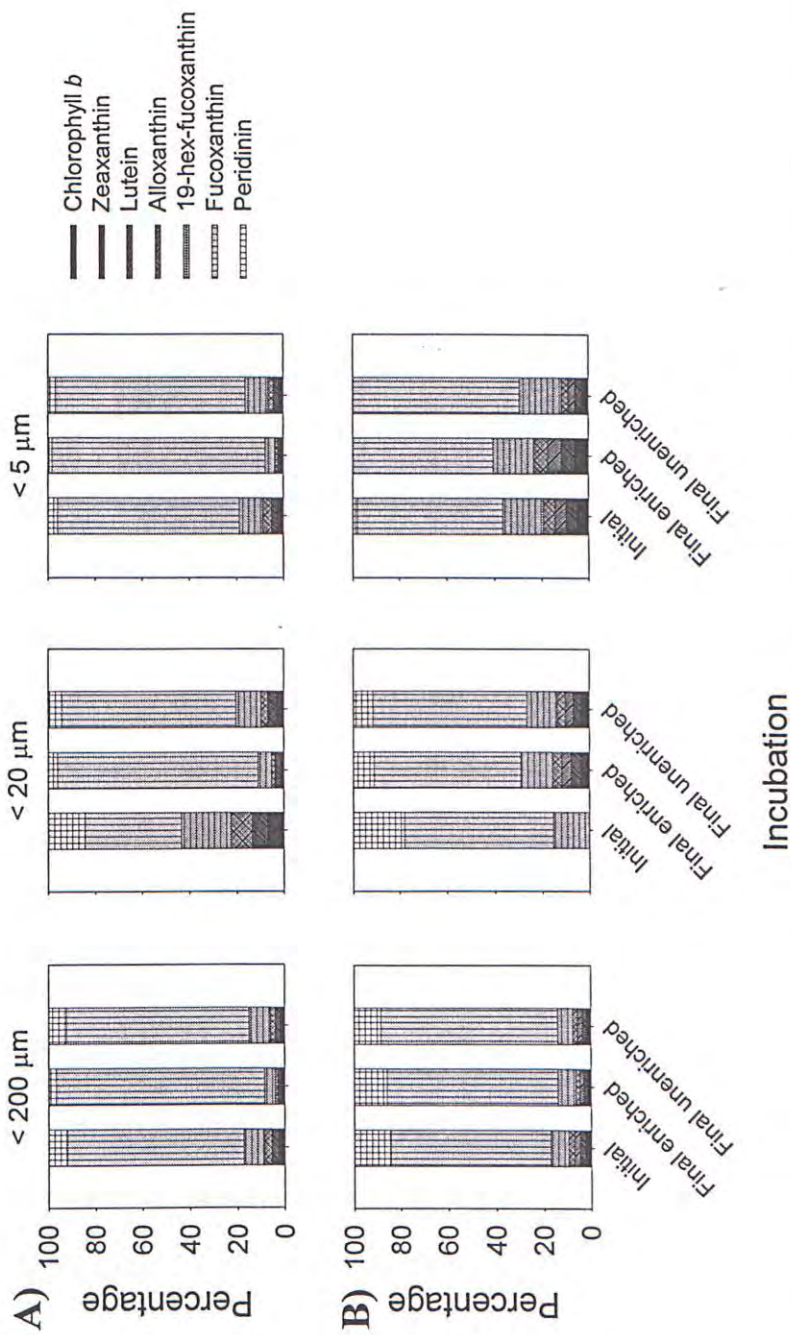 A)
< 200 µm
< 20 µm
< 5 µm
Percentage
100
80
60
40
20
0
Chlorophyll b
Zeaxanthin
Lutein
Alloxanthin
19-hex-fucoxanthin
Fucoxanthin
Peridinin
B)
Percentage
100
80
60
40
20
0
Initial
Final enriched
Final unenriched
Initial
Final enriched
Final unenriched
Initial
Final enriched
Final unenriched
Incubation